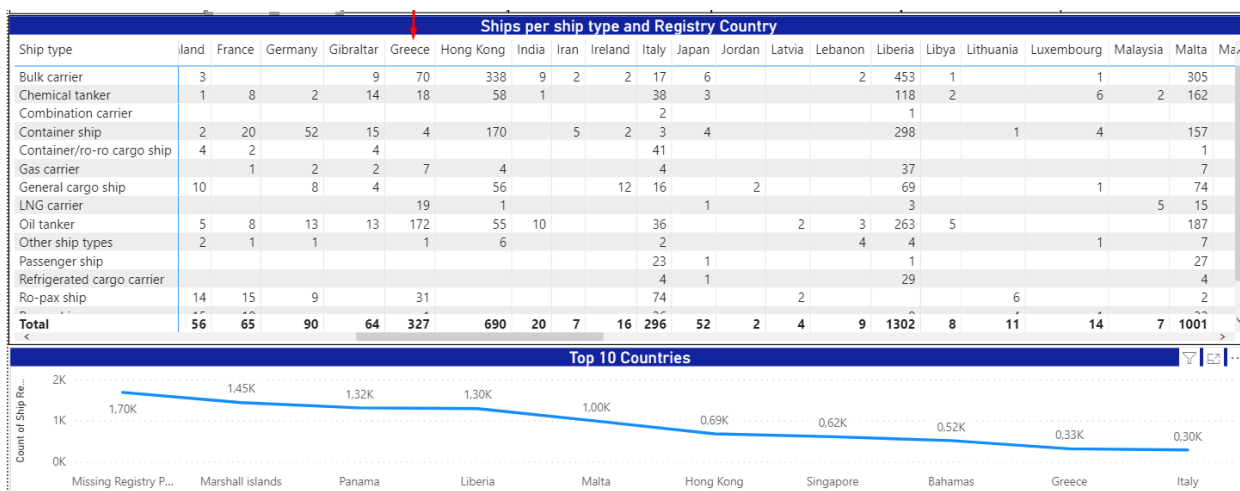 Ships per ship type and Registry Country
Ship type land France Germany Gibraltar Greece Hong Kong India Iran Ireland Italy Japan Jordan Latvia Lebanon Liberia Libya Lithuania Luxembourg Malaysia Malta Ma
Bulk carrier 3 9 70 338 9 2 2 17 6 2 453 1 1 305
Chemical tanker 1 8 2 14 18 58 1 38 3 118 2 6 2 162
Combination carrier 2 1
Container ship 2 20 52 15 4 170 5 2 3 4 298 1 4 157
Container/ro-ro cargo ship 4 2 4 41 1
Gas carrier 1 2 2 7 4 4 37 7
General cargo ship 10 8 4 56 12 16 2 69 1 74
LNG carrier 19 1 1 3 5 15
Oil tanker 5 8 13 13 172 55 10 36 2 3 263 5 187
Other ship types 2 1 1 1 6 2 4 4 1 7
Passenger ship 23 1 1 27
Refrigerated cargo carrier 4 1 29 4
Ro-pax ship 14 15 9 31 74 2 6 2
Total 56 65 90 64 327 690 20 7 16 296 52 2 4 9 1302 8 11 14 7 1001
Top 10 Countries
Count of Ship Re...
2K
1K
0K
1,70K 1,45K 1,32K 1,30K 1,00K 0,69K 0,62K 0,52K 0,33K 0,30K
Missing Registry P... Marshall islands Panama Liberia Malta Hong Kong Singapore Bahamas Greece Italy